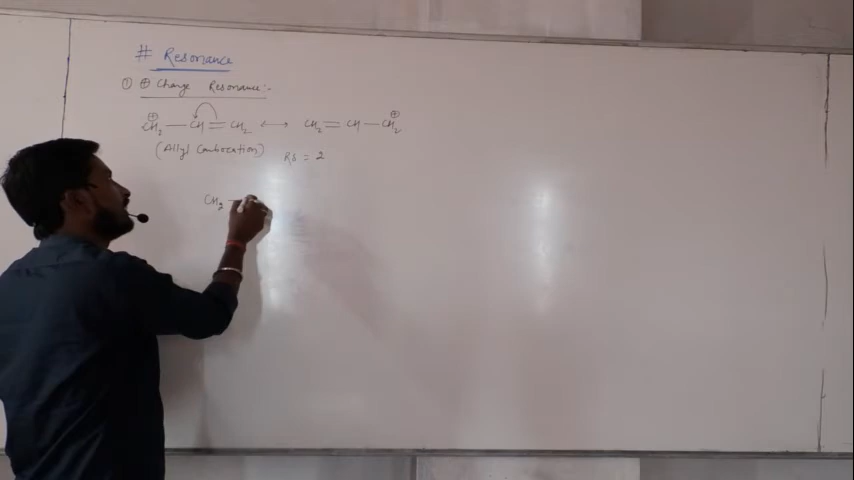 # Resonance
① ⊕ Charge Resonance:-
⊕CH₂ — CH = CH₂ ⟷ CH₂ = CH — CH₂⊕
(Allyl Carbocation) RS = 2
CH₂ —